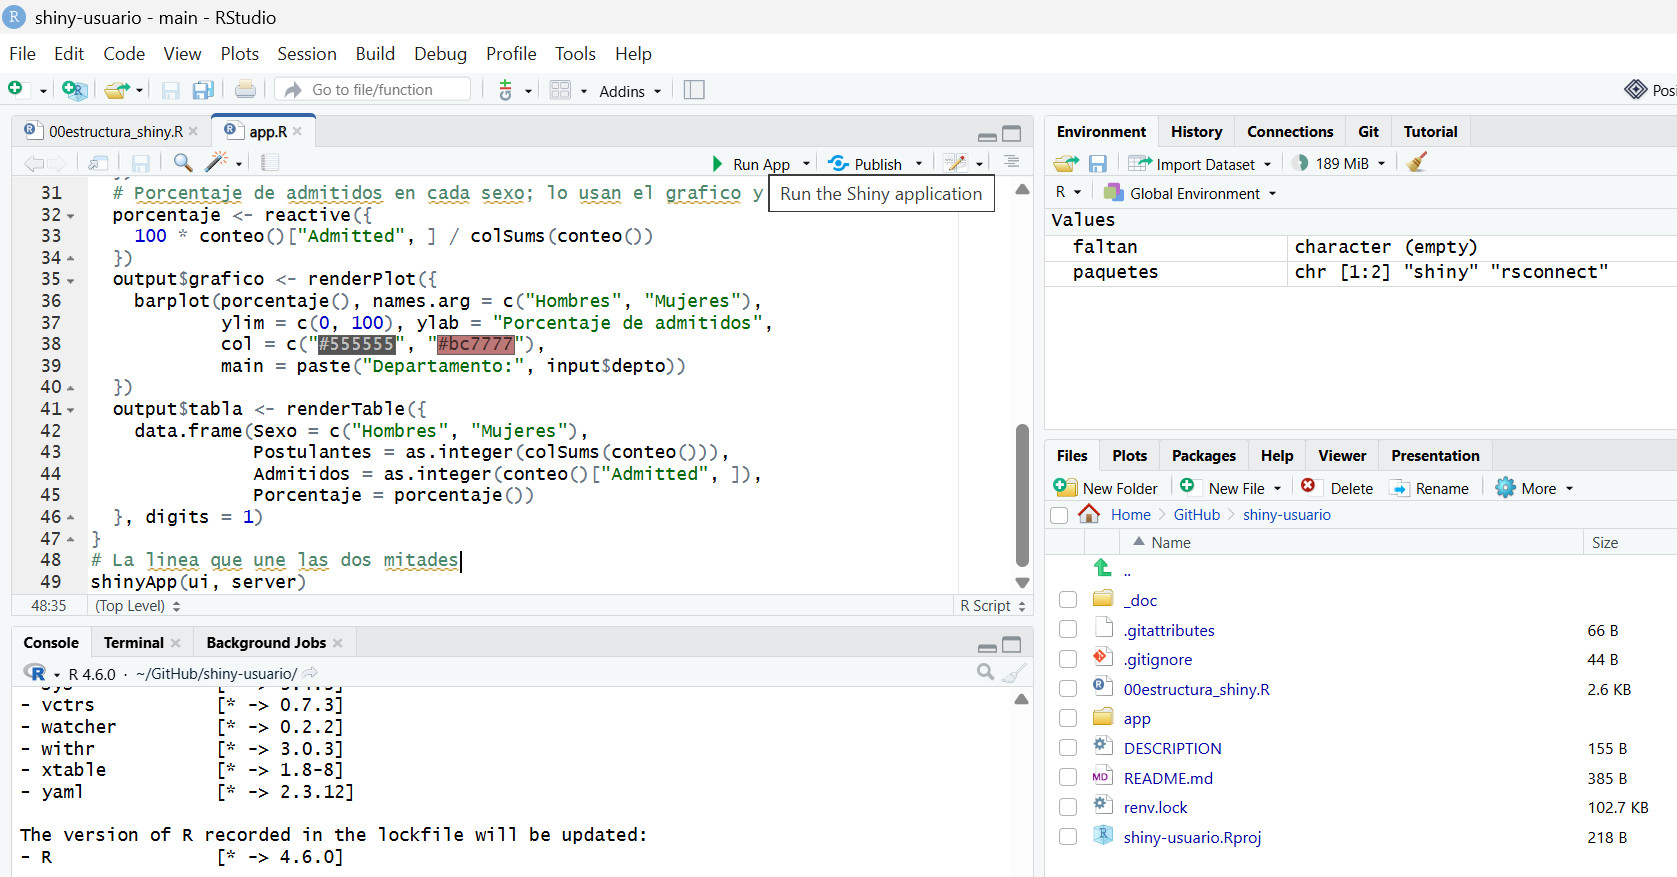 shiny-usuario - main - RStudio
File Edit Code View Plots Session Build Debug Profile Tools Help
Go to file/function
Addins
00estructura_shiny.R
app.R
Run App
Publish
Run the Shiny application
31 # Porcentaje de admitidos en cada sexo; lo usan el grafico y
32 porcentaje <- reactive({
33 100 * conteo()["Admitted", ] / colSums(conteo())
34 })
35 output$grafico <- renderPlot({
36 barplot(porcentaje(), names.arg = c("Hombres", "Mujeres"),
37 ylim = c(0, 100), ylab = "Porcentaje de admitidos",
38 col = c("#555555", "#bc7777"),
39 main = paste("Departamento:", input$depto))
40 })
41 output$tabla <- renderTable({
42 data.frame(Sexo = c("Hombres", "Mujeres"),
43 Postulantes = as.integer(colSums(conteo())),
44 Admitidos = as.integer(conteo()["Admitted", ]),
45 Porcentaje = porcentaje())
46 }, digits = 1)
47 }
48 # La linea que une las dos mitades
49 shinyApp(ui, server)
48:35 (Top Level) R Script
Console Terminal Background Jobs
R 4.6.0 · ~/GitHub/shiny-usuario/
- vctrs [* -> 0.7.3]
- watcher [* -> 0.2.2]
- withr [* -> 3.0.3]
- xtable [* -> 1.8-8]
- yaml [* -> 2.3.12]
The version of R recorded in the lockfile will be updated:
- R [* -> 4.6.0]
Environment History Connections Git Tutorial
Import Dataset 189 MiB
R Global Environment
Values
faltan character (empty)
paquetes chr [1:2] "shiny" "rsconnect"
Files Plots Packages Help Viewer Presentation
New Folder New File Delete Rename More
Home GitHub shiny-usuario
Name Size
..
_doc
.gitattributes 66 B
.gitignore 44 B
00estructura_shiny.R 2.6 KB
app
DESCRIPTION 155 B
README.md 385 B
renv.lock 102.7 KB
shiny-usuario.Rproj 218 B